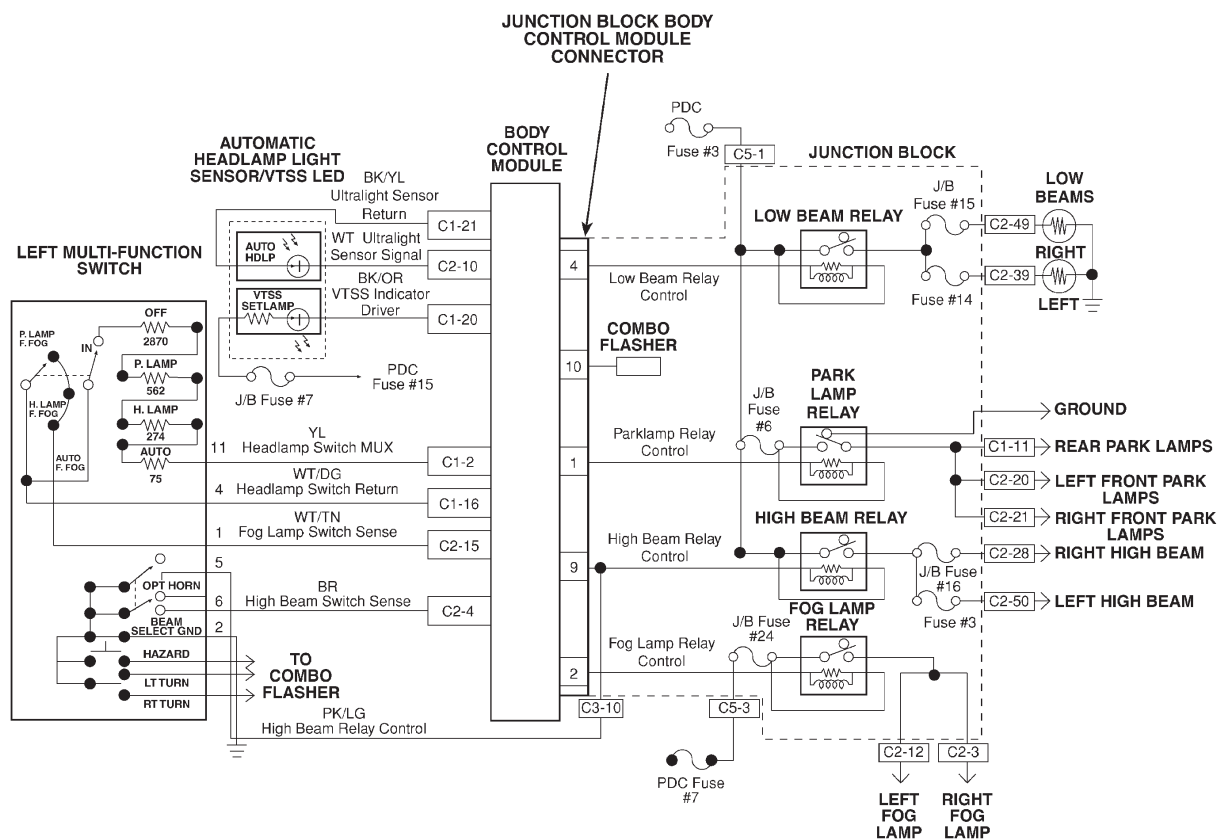 JUNCTION BLOCK BODY
CONTROL MODULE
CONNECTOR
PDC
Fuse #3
C5-1
JUNCTION BLOCK
AUTOMATIC
HEADLAMP LIGHT
SENSOR/VTSS LED
BODY
CONTROL
MODULE
BK/YL
Ultralight Sensor
Return
C1-21
WT Ultralight
Sensor Signal
C2-10
BK/OR
VTSS Indicator
Driver
C1-20
AUTO
HDLP
VTSS
SETLAMP
J/B Fuse #7
PDC
Fuse #15
LEFT MULTI-FUNCTION
SWITCH
P. LAMP
F. FOG
IN
OFF
2870
P. LAMP
562
H. LAMP
F. FOG
H. LAMP
274
AUTO
F. FOG
AUTO
75
11
YL
Headlamp Switch MUX
C1-2
4
WT/DG
Headlamp Switch Return
C1-16
1
WT/TN
Fog Lamp Switch Sense
C2-15
5
OPT HORN
6
BR
High Beam Switch Sense
C2-4
BEAM
SELECT GND
2
HAZARD
LT TURN
RT TURN
TO
COMBO
FLASHER
PK/LG
High Beam Relay Control
4
Low Beam Relay
Control
LOW BEAM RELAY
J/B
Fuse #15
Fuse #14
C2-49
C2-39
LOW
BEAMS
RIGHT
LEFT
10
COMBO
FLASHER
1
Parklamp Relay
Control
J/B
Fuse
#6
PARK
LAMP
RELAY
GROUND
C1-11
REAR PARK LAMPS
C2-20
LEFT FRONT PARK
LAMPS
C2-21
RIGHT FRONT PARK
LAMPS
9
High Beam Relay
Control
HIGH BEAM RELAY
J/B Fuse
#16
Fuse #3
C2-28
RIGHT HIGH BEAM
C2-50
LEFT HIGH BEAM
2
Fog Lamp Relay
Control
J/B Fuse
#24
FOG LAMP
RELAY
C3-10
C5-3
PDC Fuse
#7
C2-12
C2-3
LEFT
FOG
LAMP
RIGHT
FOG
LAMP